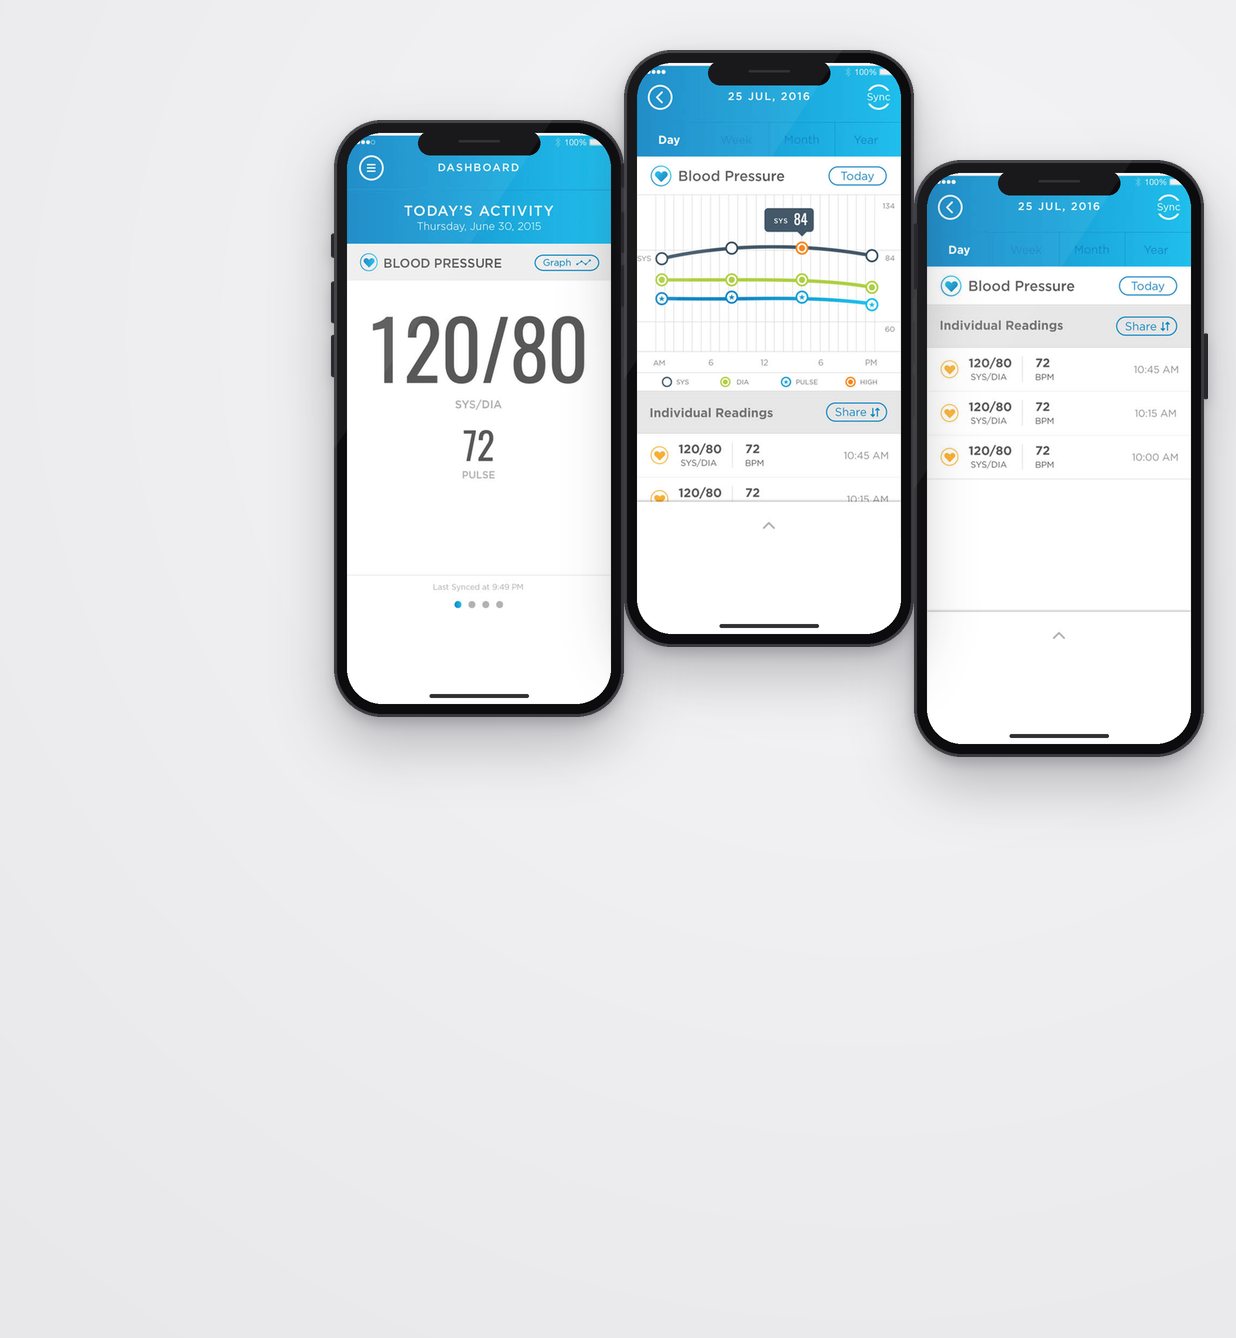 100%
DASHBOARD
TODAY'S ACTIVITY
Thursday, June 30, 2015
BLOOD PRESSURE
Graph
120/80
SYS/DIA
72
PULSE
Last Synced at 9:49 PM
100%
25 JUL, 2016
Sync
Day Week Month Year
Blood Pressure
Today
134
SYS 84
SYS
84
60
AM 6 12 6 PM
SYS DIA PULSE HIGH
Individual Readings
Share
120/80 72
SYS/DIA BPM
10:45 AM
120/80 72
10:15 AM
100%
25 JUL, 2016
Sync
Day Week Month Year
Blood Pressure
Today
Individual Readings
Share
120/80 72
SYS/DIA BPM
10:45 AM
120/80 72
SYS/DIA BPM
10:15 AM
120/80 72
SYS/DIA BPM
10:00 AM